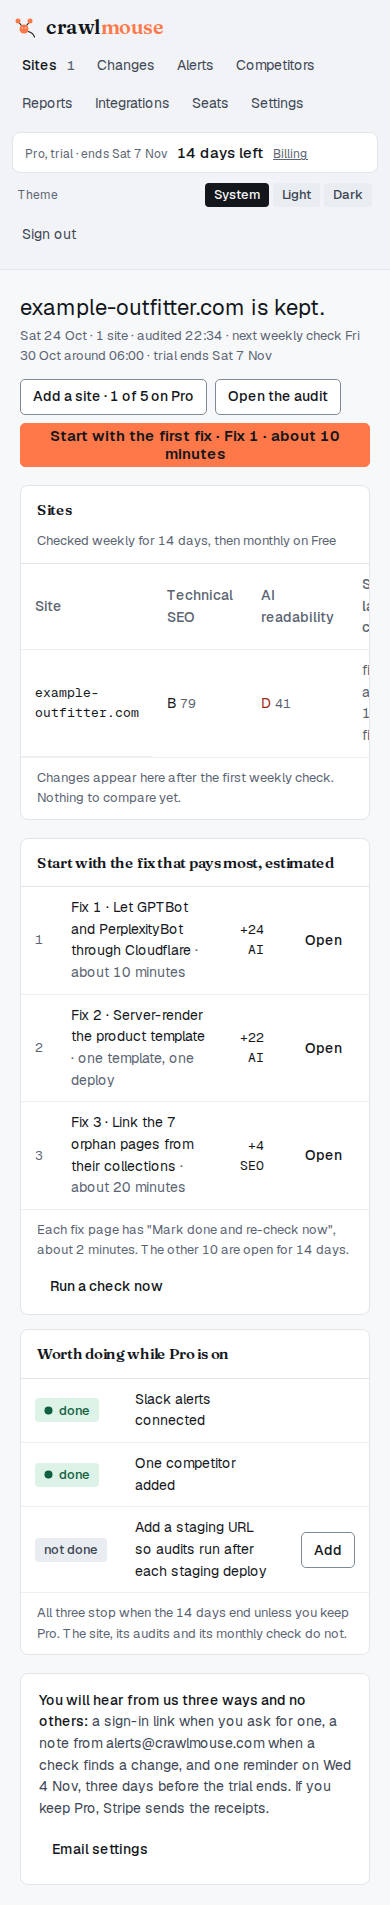 crawlmouse
Sites 1 Changes Alerts Competitors
Reports Integrations Seats Settings
Pro, trial · ends Sat 7 Nov 14 days left Billing
Theme System Light Dark
Sign out
example-outfitter.com is kept.
Sat 24 Oct · 1 site · audited 22:34 · next weekly check Fri
30 Oct around 06:00 · trial ends Sat 7 Nov
Add a site · 1 of 5 on Pro Open the audit
Start with the first fix · Fix 1 · about 10
minutes
Sites
Checked weekly for 14 days, then monthly on Free
Site Technical
SEO AI
readability
example-
outfitter.com B 79 D 41
Changes appear here after the first weekly check.
Nothing to compare yet.
Start with the fix that pays most, estimated
1 Fix 1 · Let GPTBot
and PerplexityBot
through Cloudflare ·
about 10 minutes +24
AI Open
2 Fix 2 · Server-render
the product template
· one template, one
deploy +22
AI Open
3 Fix 3 · Link the 7
orphan pages from
their collections ·
about 20 minutes +4
SEO Open
Each fix page has "Mark done and re-check now",
about 2 minutes. The other 10 are open for 14 days.
Run a check now
Worth doing while Pro is on
done Slack alerts
connected
done One competitor
added
not done Add a staging URL
so audits run after
each staging deploy Add
All three stop when the 14 days end unless you keep
Pro. The site, its audits and its monthly check do not.
You will hear from us three ways and no
others: a sign-in link when you ask for one, a
note from alerts@crawlmouse.com when a
check finds a change, and one reminder on Wed
4 Nov, three days before the trial ends. If you
keep Pro, Stripe sends the receipts.
Email settings